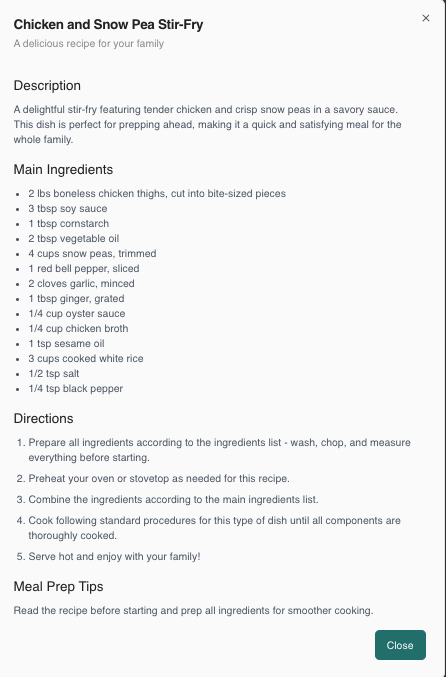 Chicken and Snow Pea Stir-Fry
A delicious recipe for your family
Description
A delightful stir-fry featuring tender chicken and crisp snow peas in a savory sauce.
This dish is perfect for prepping ahead, making it a quick and satisfying meal for the
whole family.
Main Ingredients
• 2 lbs boneless chicken thighs, cut into bite-sized pieces
• 3 tbsp soy sauce
• 1 tbsp cornstarch
• 2 tbsp vegetable oil
• 4 cups snow peas, trimmed
• 1 red bell pepper, sliced
• 2 cloves garlic, minced
• 1 tbsp ginger, grated
• 1/4 cup oyster sauce
• 1/4 cup chicken broth
• 1 tsp sesame oil
• 3 cups cooked white rice
• 1/2 tsp salt
• 1/4 tsp black pepper
Directions
1. Prepare all ingredients according to the ingredients list - wash, chop, and measure
everything before starting.
2. Preheat your oven or stovetop as needed for this recipe.
3. Combine the ingredients according to the main ingredients list.
4. Cook following standard procedures for this type of dish until all components are
thoroughly cooked.
5. Serve hot and enjoy with your family!
Meal Prep Tips
Read the recipe before starting and prep all ingredients for smoother cooking.
Close